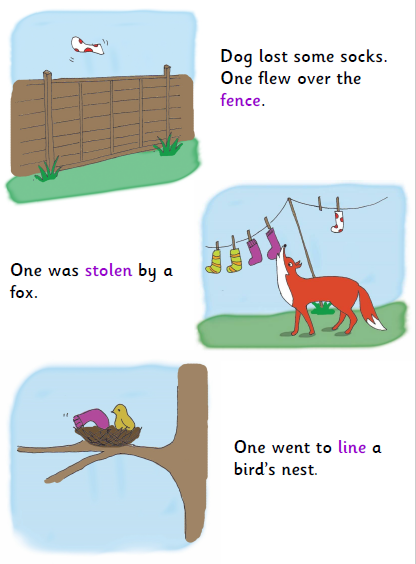 Dog lost some socks.
One flew over the
fence.
One was stolen by a
fox.
One went to line a
bird's nest.